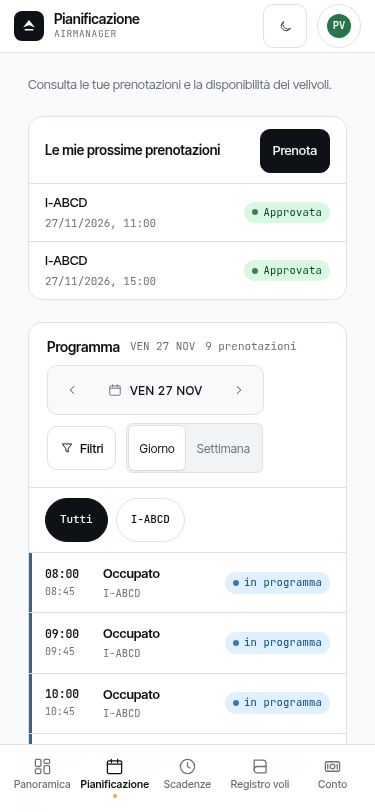 Pianificazione
AIRMANAGER
PV
Consulta le tue prenotazioni e la disponibilità dei velivoli.
Le mie prossime prenotazioni
Prenota
I-ABCD
27/11/2026, 11:00
Approvata
I-ABCD
27/11/2026, 15:00
Approvata
Programma VEN 27 NOV 9 prenotazioni
VEN 27 NOV
Filtri
Giorno
Settimana
Tutti
I-ABCD
08:00 Occupato
08:45 I-ABCD
in programma
09:00 Occupato
09:45 I-ABCD
in programma
10:00 Occupato
10:45 I-ABCD
in programma
Panoramica
Pianificazione
Scadenze
Registro voli
Conto